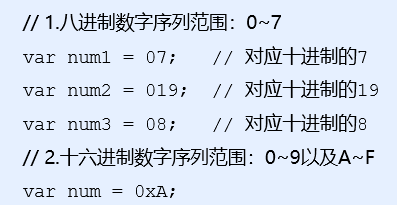 // 1.八进制数字序列范围：0~7
var num1 = 07;   // 对应十进制的7
var num2 = 019;  // 对应十进制的19
var num3 = 08;   // 对应十进制的8
// 2.十六进制数字序列范围：0~9以及A~F
var num = 0xA;